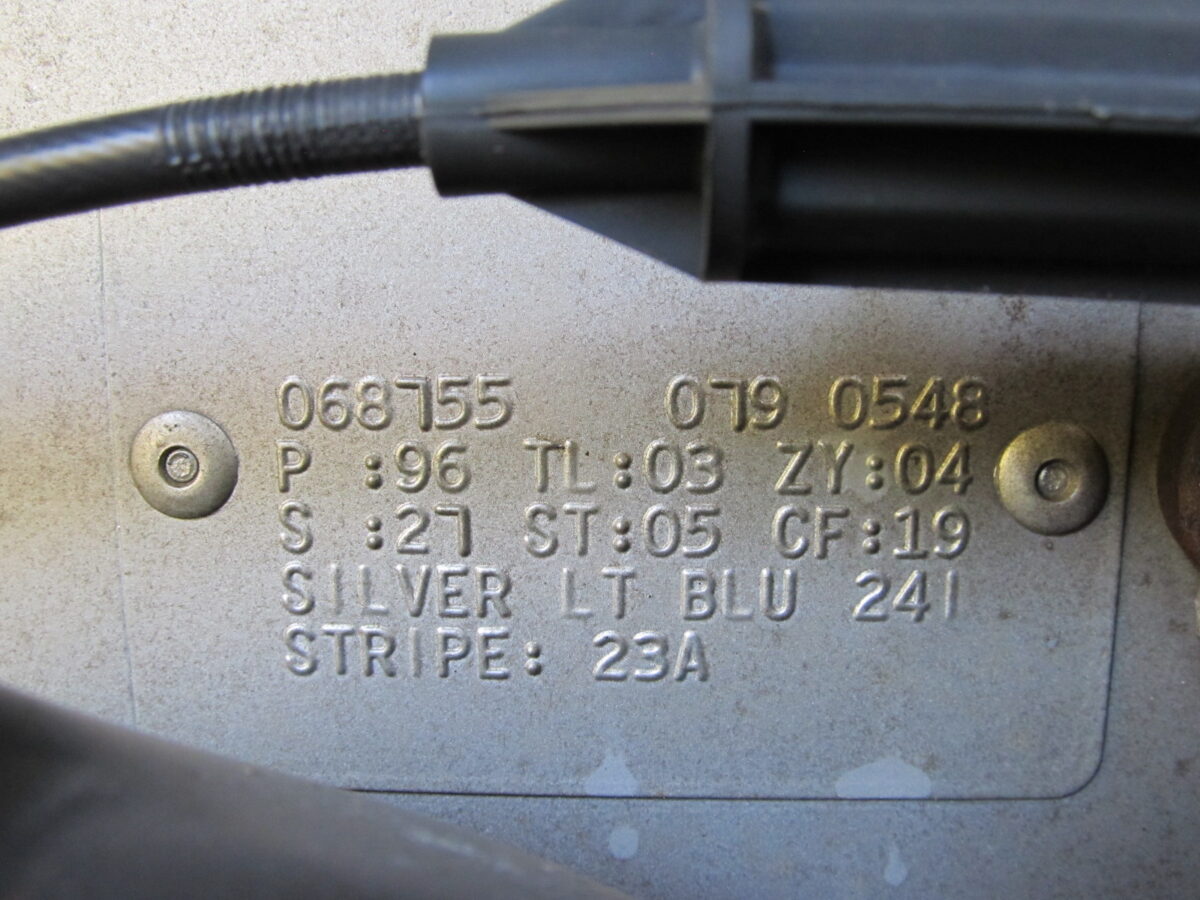 068755 079 0548
P :96 TL:03 ZY:04
S :27 ST:05 CF:19
SILVER LT BLU 241
STRIPE: 23A